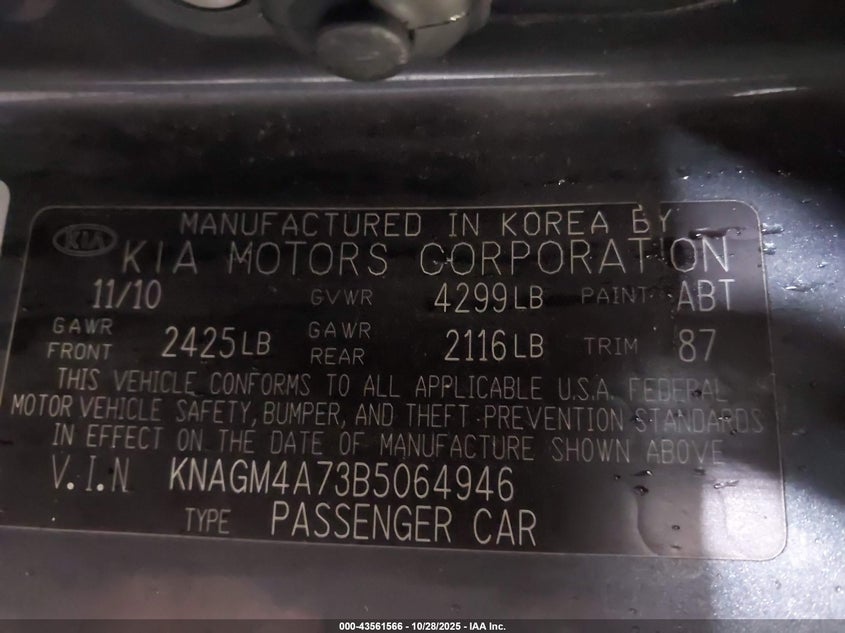 MANUFACTURED IN KOREA BY
KIA KIA MOTORS CORPORATION
11/10 GVWR 4299LB PAINT ABT
GAWR FRONT 2425LB GAWR REAR 2116LB TRIM 87
THIS VEHICLE CONFORMS TO ALL APPLICABLE U.S.A. FEDERAL
MOTOR VEHICLE SAFETY, BUMPER, AND THEFT PREVENTION STANDARDS
IN EFFECT ON THE DATE OF MANUFACTURE SHOWN ABOVE
V.I.N KNAGM4A73B5064946
TYPE PASSENGER CAR
000-43561566 - 10/28/2025 - IAA Inc.